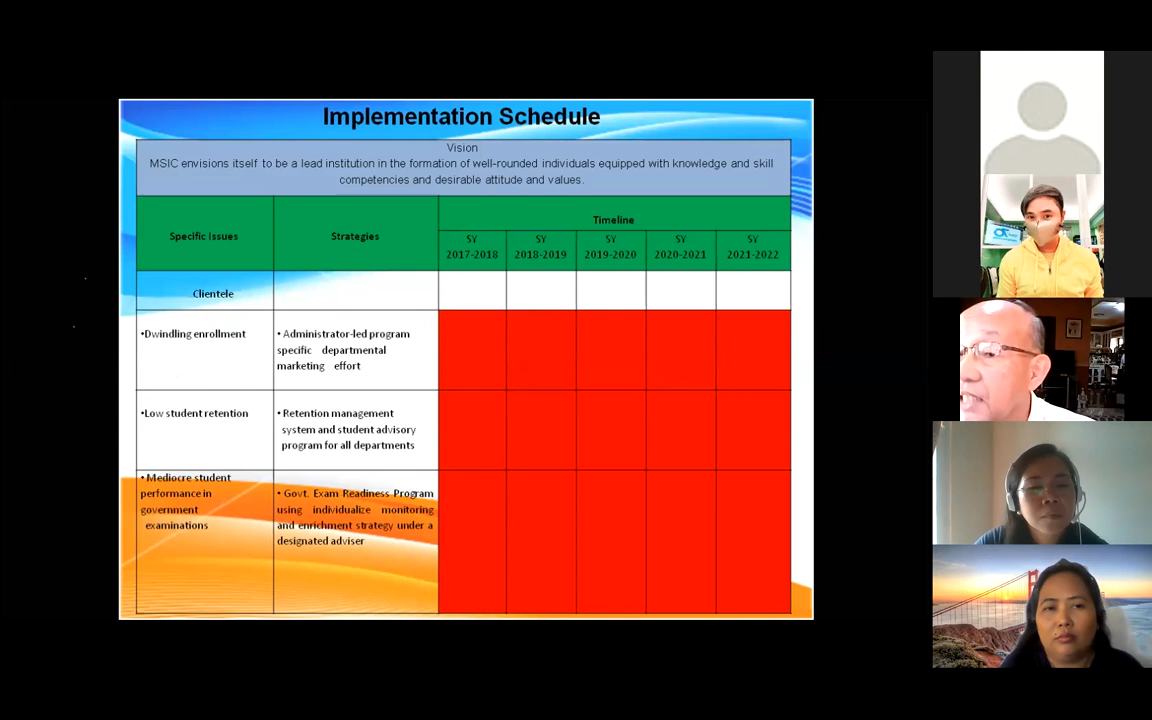 Implementation Schedule
Vision
MSIC envisions itself to be a lead institution in the formation of well-rounded individuals equipped with knowledge and skill
competencies and desirable attitude and values.
Specific Issues
Strategies
Timeline
SY
2017-2018
SY
2018-2019
SY
2019-2020
SY
2020-2021
SY
2021-2022
Clientele
•Dwindling enrollment
• Administrator-led program
specific departmental
marketing effort
•Low student retention
• Retention management
system and student advisory
program for all departments
• Mediocre student
performance in
government
examinations
• Govt. Exam Readiness Program
using individualize monitoring
and enrichment strategy under a
designated adviser